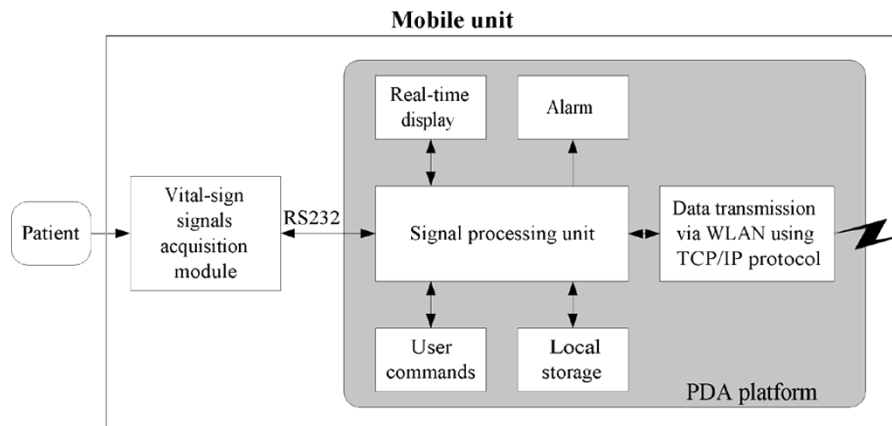 Mobile unit
Real-time
display
Alarm
Patient
Vital-sign
signals
acquisition
module
RS232
Signal processing unit
Data transmission
via WLAN using
TCP/IP protocol
User
commands
Local
storage
PDA platform